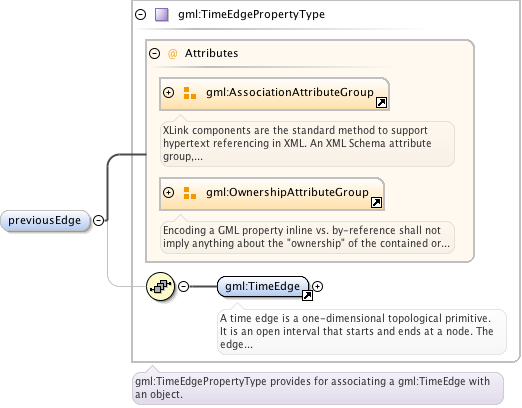 gml:TimeEdgePropertyType
@ Attributes
gml:AssociationAttributeGroup
XLink components are the standard method to support
hypertext referencing in XML. An XML Schema attribute
group,...
gml:OwnershipAttributeGroup
Encoding a GML property inline vs. by-reference shall not
imply anything about the "ownership" of the contained or...
previousEdge
gml:TimeEdge
A time edge is a one-dimensional topological primitive.
It is an open interval that starts and ends at a node. The
edge...
gml:TimeEdgePropertyType provides for associating a gml:TimeEdge with
an object.